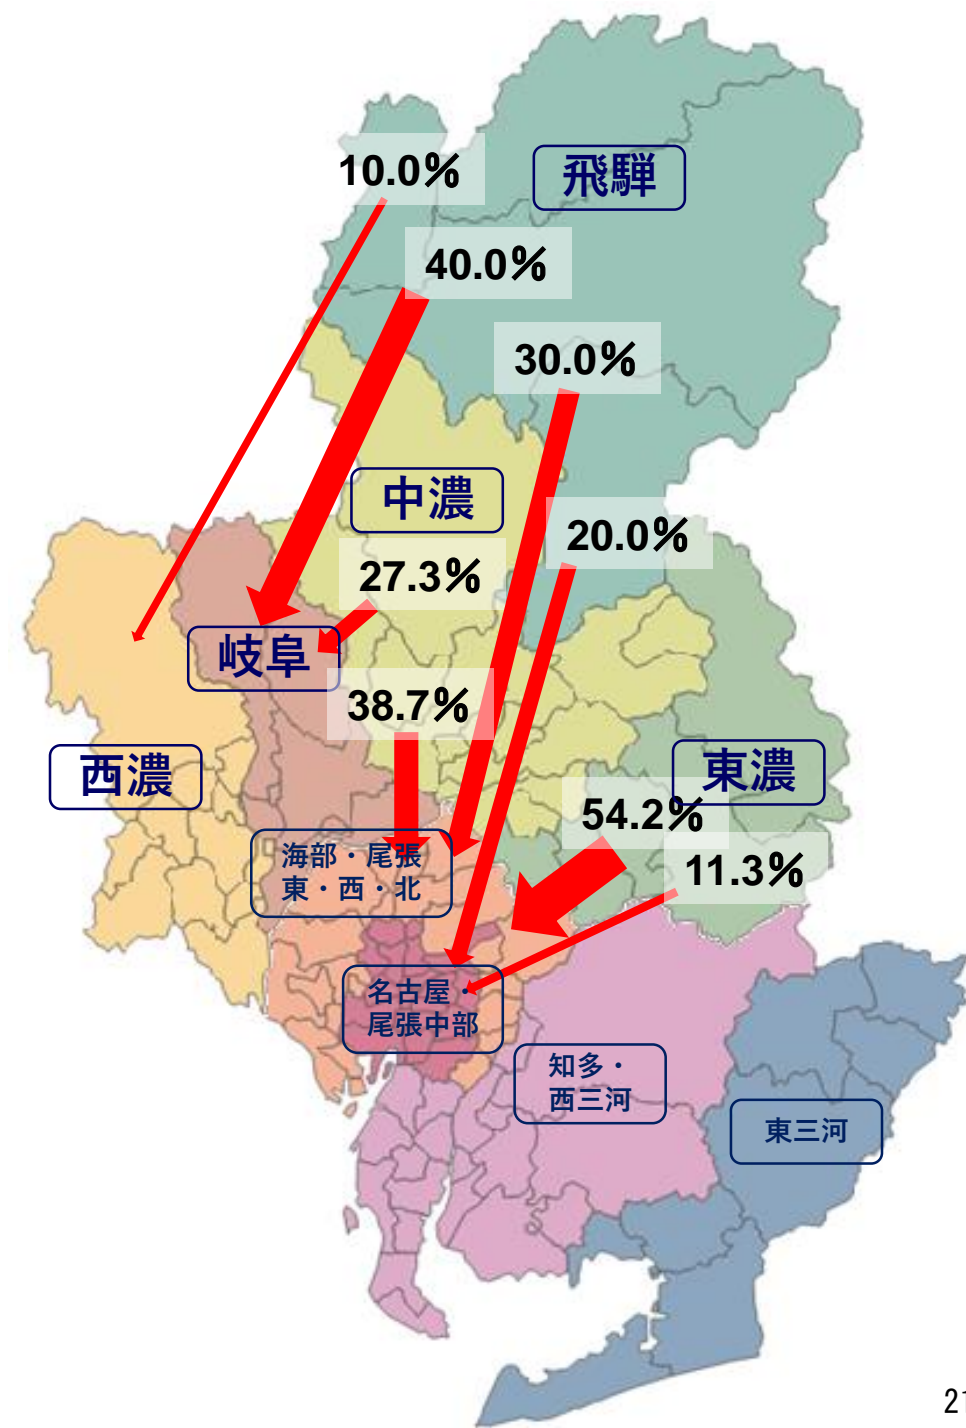 10.0%
飛騨
40.0%
30.0%
中濃
20.0%
27.3%
岐阜
38.7%
西濃
東濃
54.2%
海部・尾張
東・西・北
11.3%
名古屋・
尾張中部
知多・
西三河
東三河
21